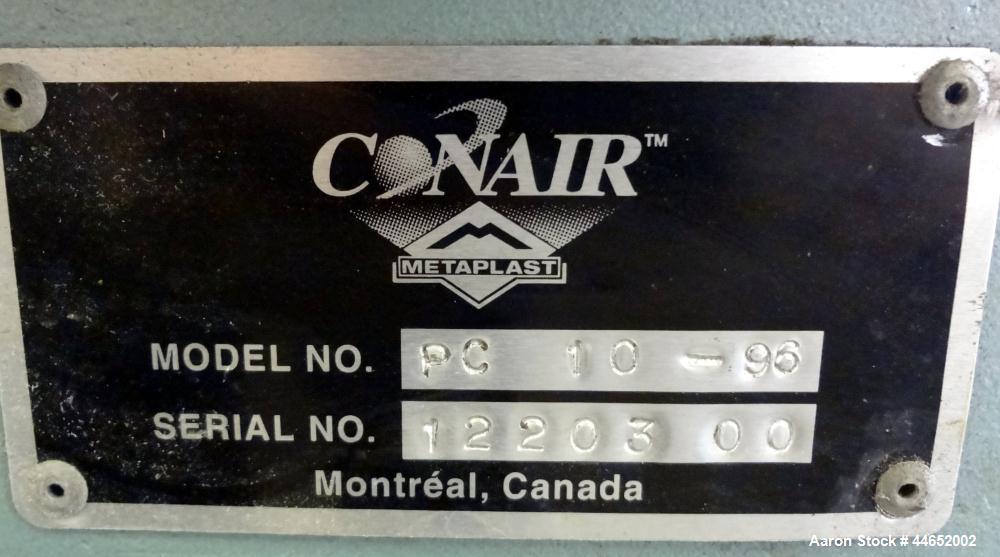 CONAIR™
METAPLAST
MODEL NO. PC 10 - 96
SERIAL NO. 12203 00
Montréal, Canada
Aaron Stock # 44652002